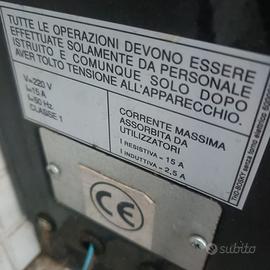 TUTTE LE OPERAZIONI DEVONO ESSERE
EFFETTUATE SOLAMENTE DA PERSONALE
ISTRUITO E COMUNQUE SOLO DOPO
AVER TOLTO TENSIONE ALL'APPARECCHIO.
V=220 V
I=15 A
f=50 Hz
CLASSE 1
CORRENTE MASSIMA
ASSORBITA DA
UTILIZZATORI
I RESISTIVA = 15 A
I INDUTTIVA = 2.5 A
CE
subito